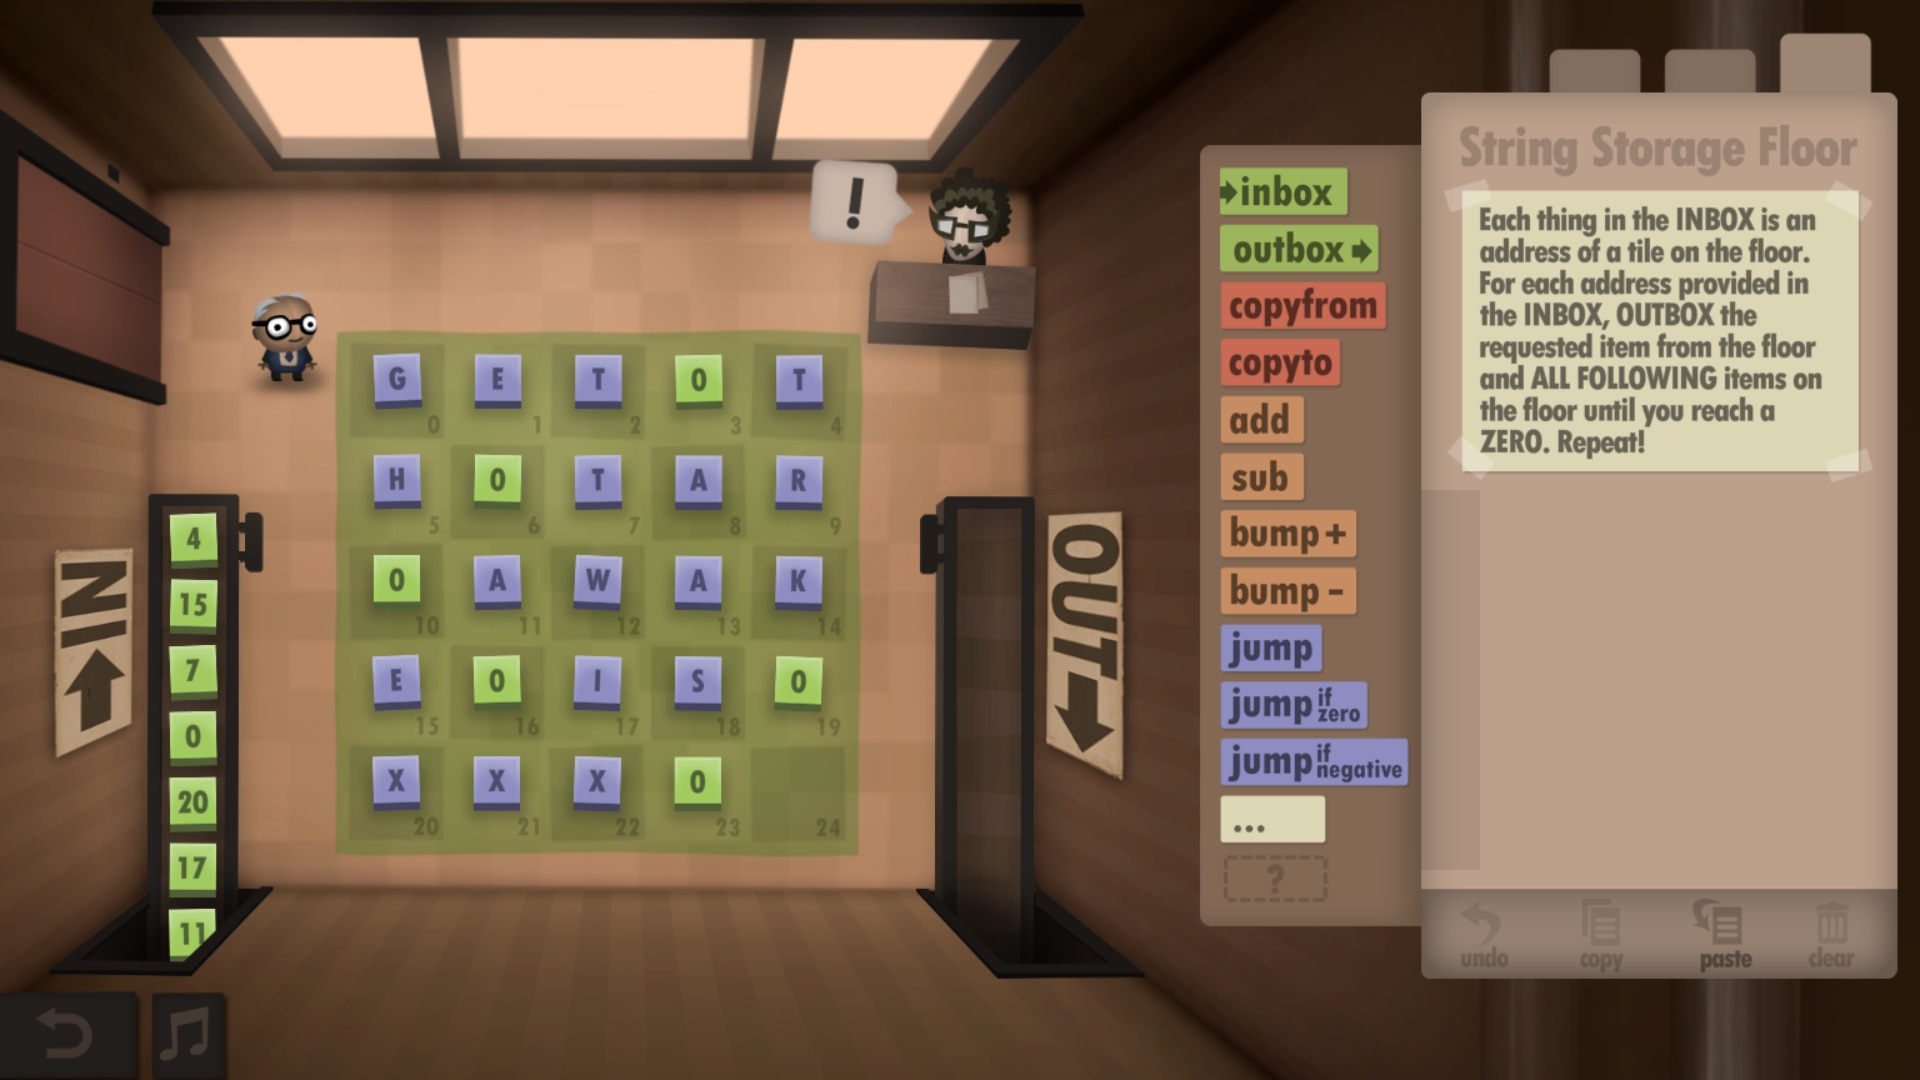 String Storage Floor
Each thing in the INBOX is an
address of a tile on the floor.
For each address provided in
the INBOX, OUTBOX the
requested item from the floor
and ALL FOLLOWING items on
the floor until you reach a
ZERO. Repeat!
!
inbox
outbox
copyfrom
copyto
add
sub
bump +
bump -
jump
jump if zero
jump if negative
...
?
G E T 0 T
0 1 2 3 4
H 0 T A R
5 6 7 8 9
0 A W A K
10 11 12 13 14
E 0 I S 0
15 16 17 18 19
X X X 0
20 21 22 23 24
IN
4
15
7
0
20
17
11
OUT
undo
copy
paste
clear